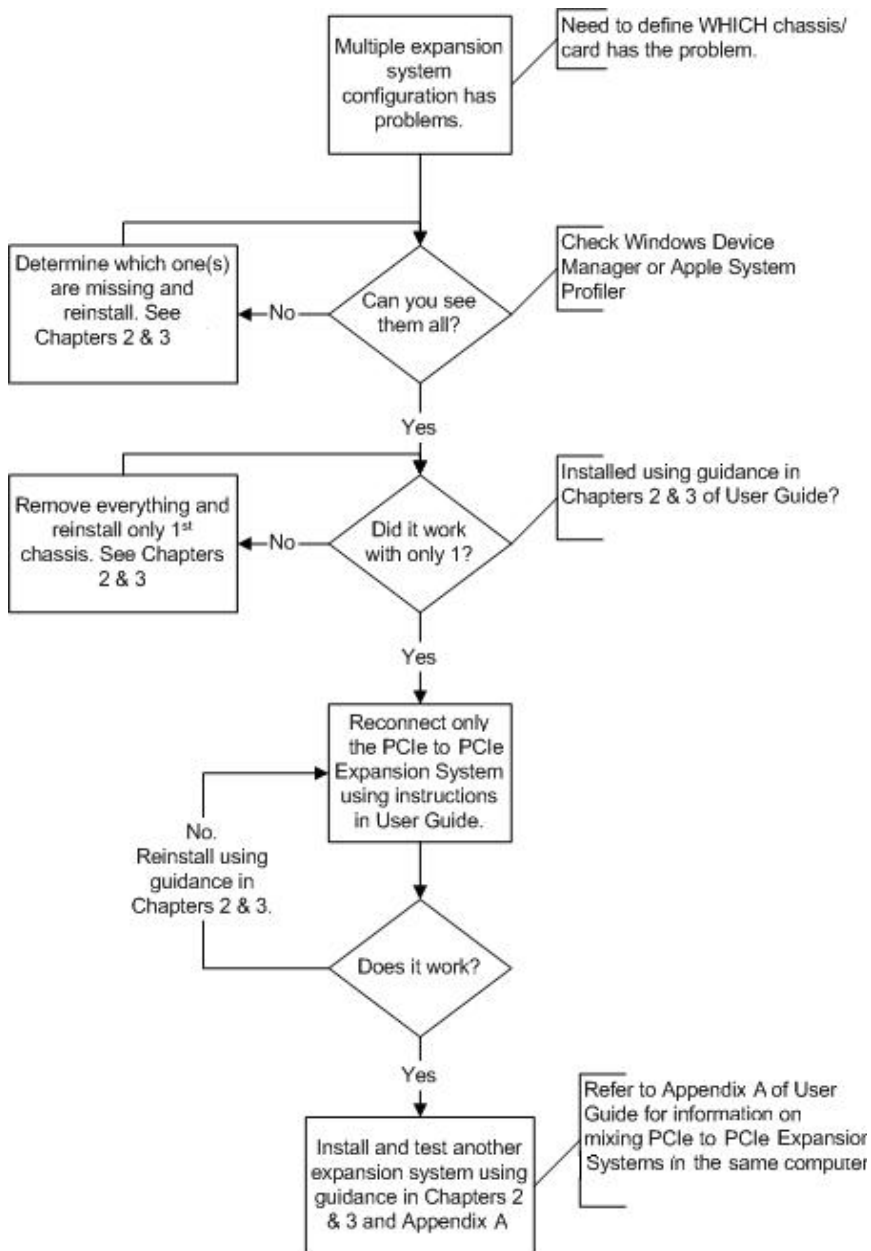 Multiple expansion
system
configuration has
problems.
Need to define WHICH chassis/
card has the problem.
Determine which one(s)
are missing and
reinstall. See
Chapters 2 & 3
No
Can you see
them all?
Check Windows Device
Manager or Apple System
Profiler
Yes
Remove everything and
reinstall only 1st
chassis. See Chapters
2 & 3
No
Did it work
with only 1?
Installed using guidance in
Chapters 2 & 3 of User Guide?
Yes
Reconnect only
the PCIe to PCIe
Expansion System
using instructions
in User Guide.
No.
Reinstall using
guidance in
Chapters 2 & 3.
Does it work?
Yes
Install and test another
expansion system using
guidance in Chapters 2
& 3 and Appendix A
Refer to Appendix A of User
Guide for information on
mixing PCIe to PCIe Expansion
Systems in the same computer